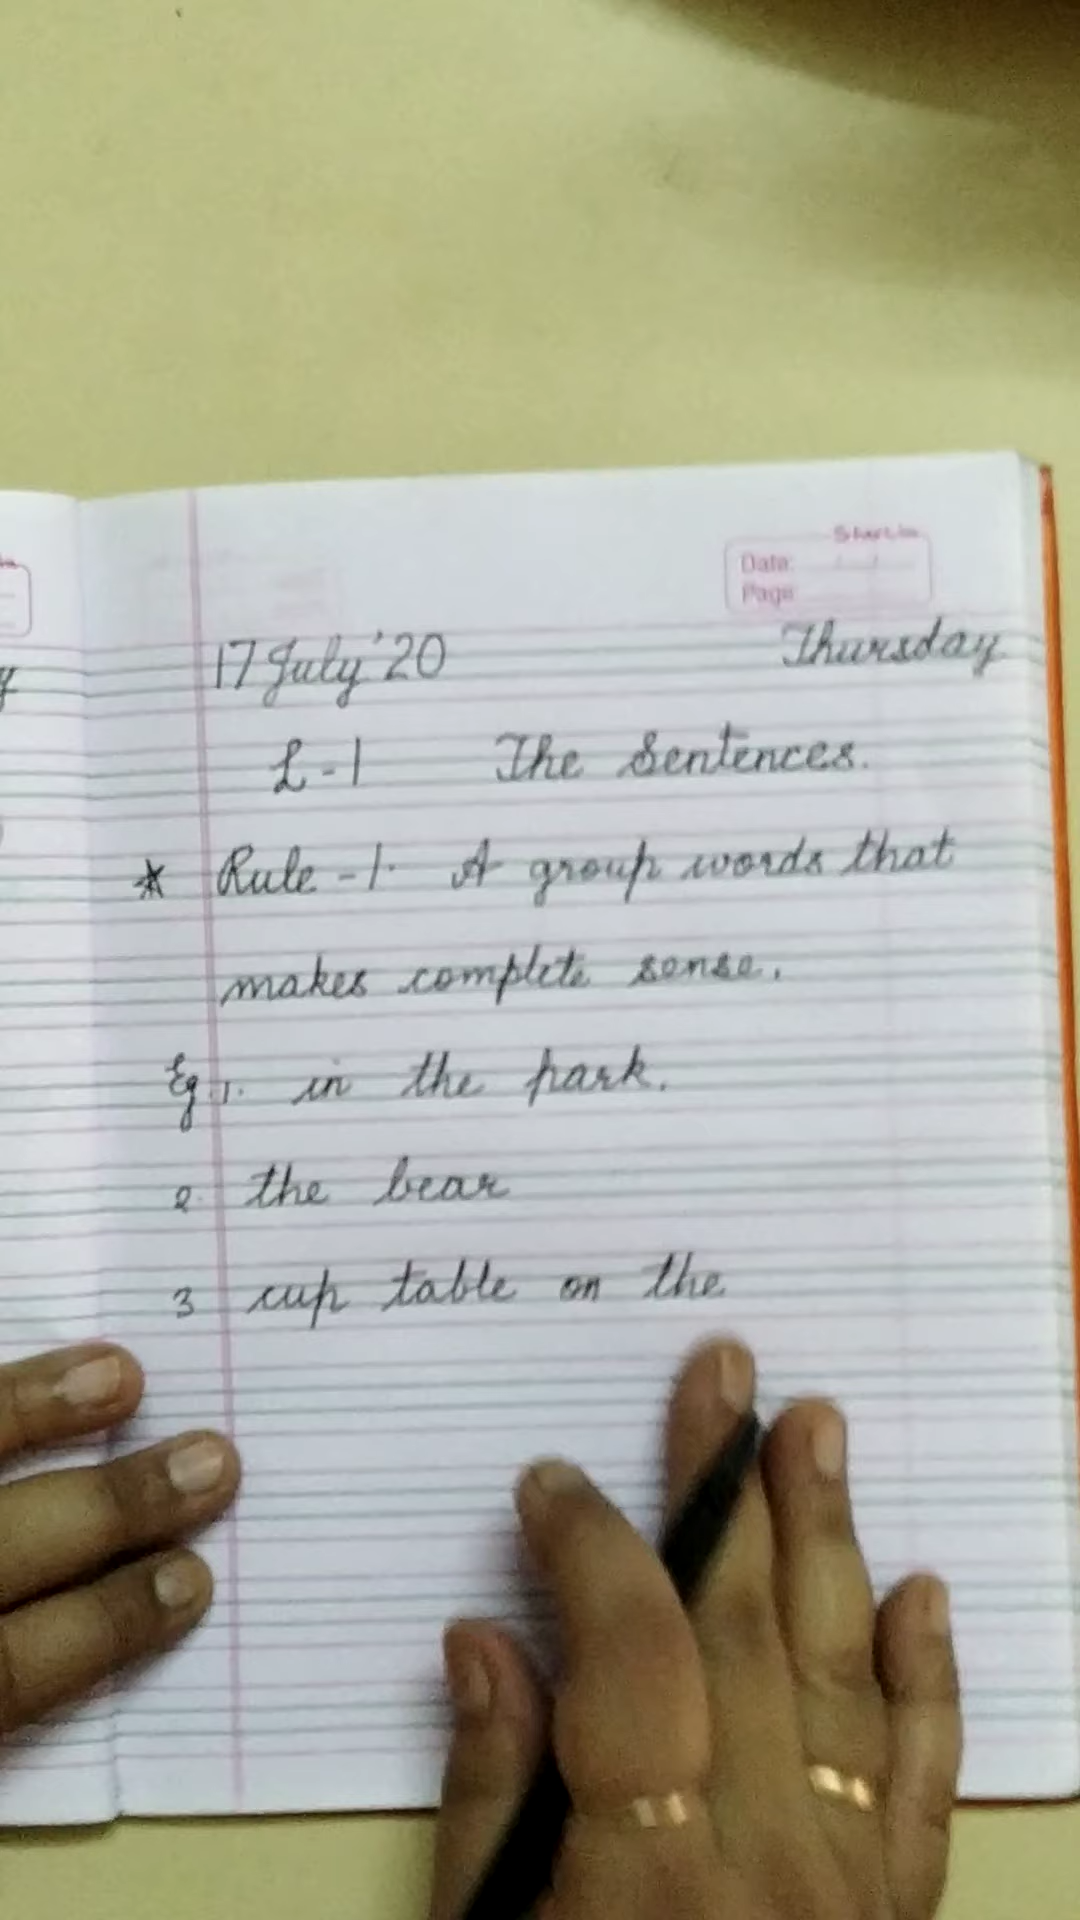 Date:
Page
17 July '20 Thursday
L-1 The Sentences.
* Rule-1. A group words that
makes complete sense.
Eg 1. in the park.
2. the bear
3 cup table on the